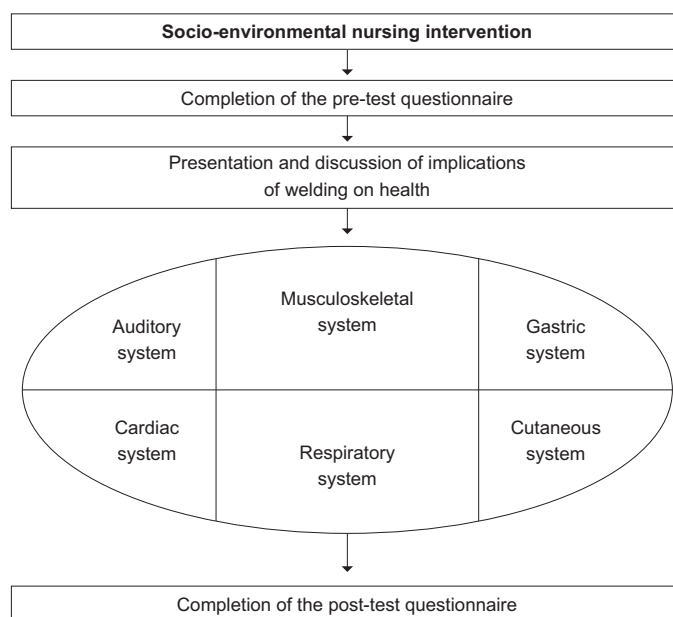 Socio-environmental nursing intervention
Completion of the pre-test questionnaire
Presentation and discussion of implications
of welding on health
Auditory
system
Musculoskeletal
system
Gastric
system
Cardiac
system
Respiratory
system
Cutaneous
system
Completion of the post-test questionnaire